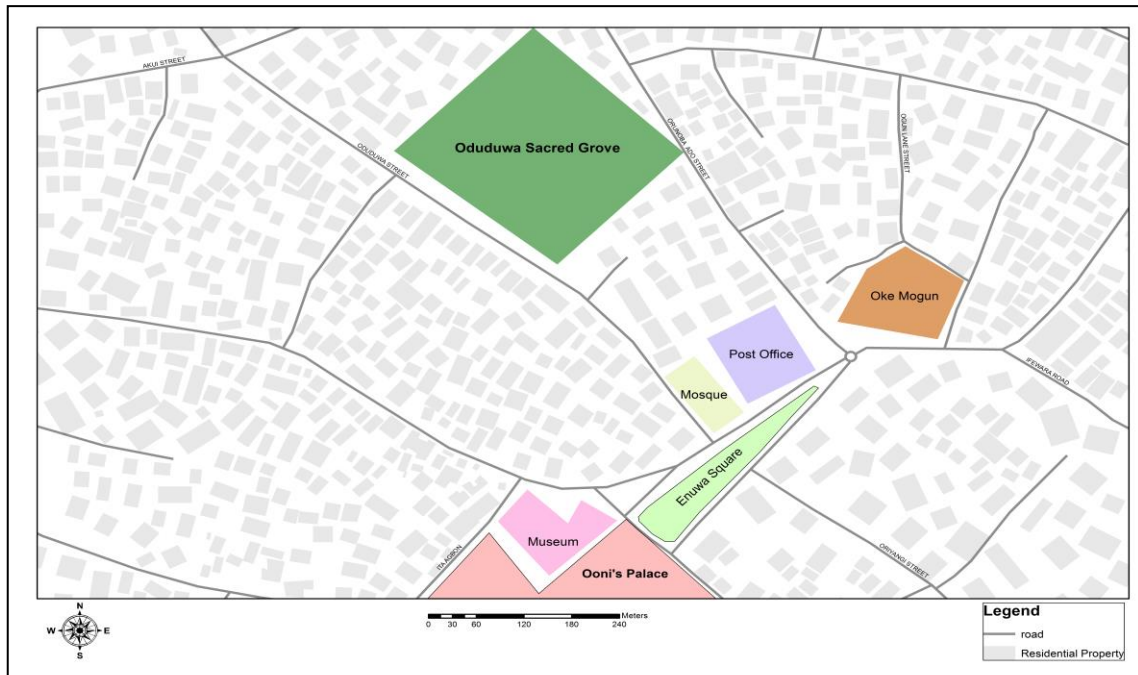 AKUI STREET
Oduduwa Sacred Grove
ODUDUWA STREET
ORUNOBA ADO STREET
OGUN LANE STREET
Oke Mogun
Post Office
Mosque
IFEWARA ROAD
Enuwa Square
Museum
ITA AGBON
Ooni's Palace
ORIYANGI STREET
N
W E
S
Meters
0 30 60 120 180 240
Legend
road
Residential Property